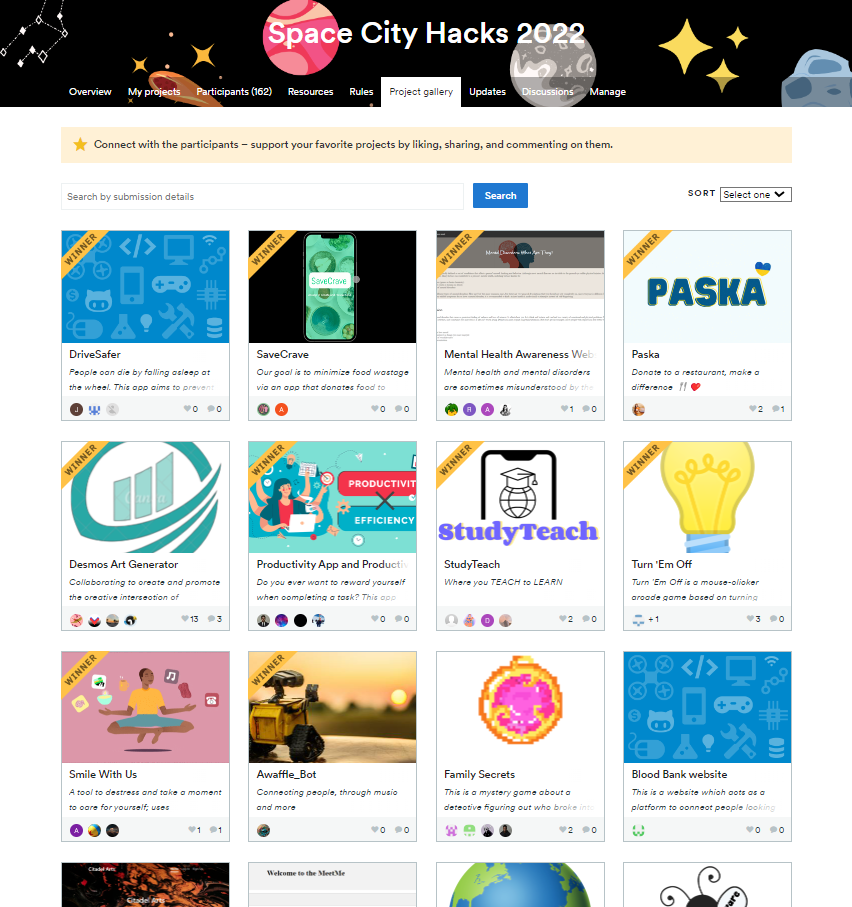 Space City Hacks 2022
Overview
My projects
Participants (162)
Resources
Rules
Project gallery
Updates
Discussions
Manage
Connect with the participants – support your favorite projects by liking, sharing, and commenting on them.
Search by submission details
Search
SORT
Select one
WINNER
DriveSafer
People can die by falling asleep at
the wheel. This app aims to prevent
J
0
0
WINNER
SaveCrave
SaveCrave
Our goal is to minimize food wastage
via an app that donates food to
A
0
0
WINNER
Mental Disorders: What Are They?
Mental Health Awareness Web
Mental health and mental disorders
are sometimes misunderstood by the
Я
A
1
0
WINNER
PASKA
Paska
Donate to a restaurant, make a
difference
2
1
WINNER
Canva
Desmos Art Generator
Collaborating to create and promote
the creative intersection of
13
3
WINNER
PRODUCTIVIT
EFFICIENCY
Productivity App and Productiv
Do you ever want to reward yourself
when completing a task? This app
0
0
WINNER
StudyTeach
StudyTeach
Where you TEACH to LEARN
D
2
0
WINNER
Turn 'Em Off
Turn 'Em Off is a mouse-clicker
arcade game based on turning
+ 1
3
0
WINNER
Smile With Us
A tool to destress and take a moment
to care for yourself; uses
A
1
1
WINNER
Awaffle_Bot
Connecting people, through music
and more
0
0
Family Secrets
This is a mystery game about a
detective figuring out who broke into
2
0
Blood Bank website
This is a website which acts as a
platform to connect people looking
0
0
Citadel Arts
Citadel Arts
Welcome to the MeetMe